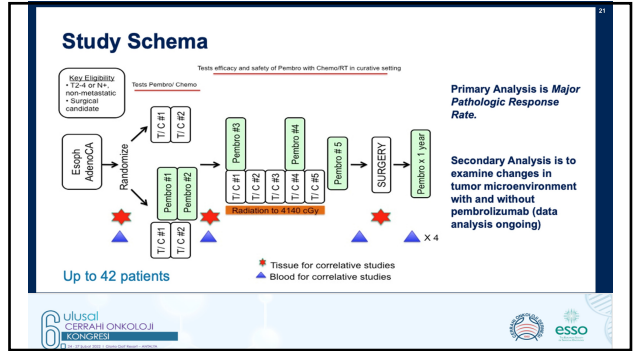 21
Study Schema
Tests efficacy and safety of Pembro with Chemo/RT in curative setting
Key Eligibility
• T2-4 or N+,
non-metastatic
• Surgical
candidate
Tests Pembro/ Chemo
Esoph
AdenoCA
Randomize
T/ C #1
T/ C #2
Pembro #1
Pembro #2
T/ C #1
T/ C #2
Pembro #3
Pembro #4
T/ C #1
T/ C #2
T/ C #3
T/ C #4
T/ C #5
Radiation to 4140 cGy
Pembro # 5
SURGERY
Pembro x 1 year
X 4
Tissue for correlative studies
Blood for correlative studies
Up to 42 patients
Primary Analysis is Major
Pathologic Response
Rate.
Secondary Analysis is to
examine changes in
tumor microenvironment
with and without
pembrolizumab (data
analysis ongoing)
6 ulusal
CERRAHİ ONKOLOJİ
KONGRESİ
esso